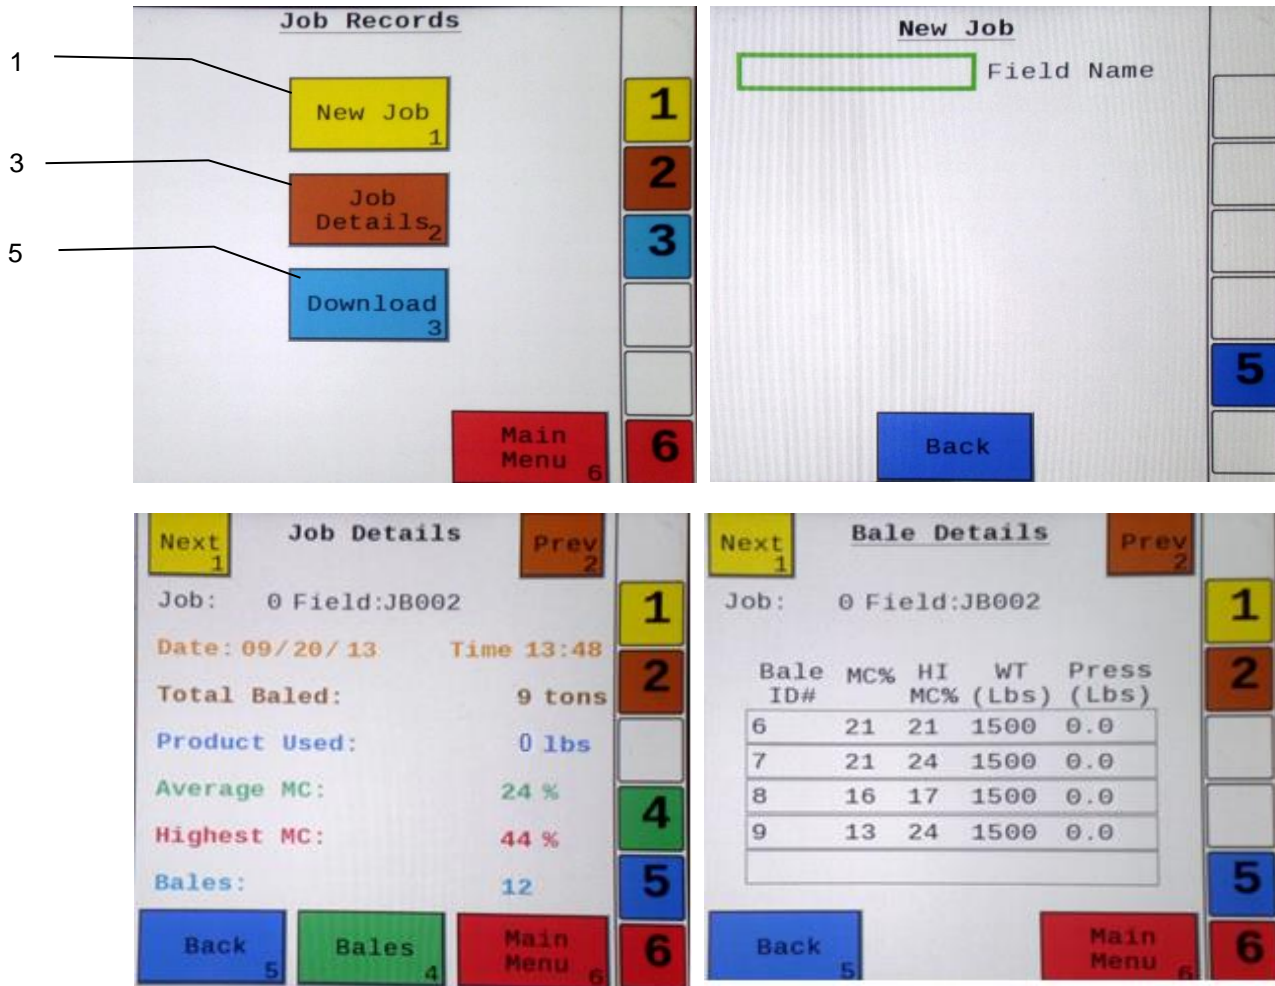 Job Records
1
New Job
1
3
Job
Details
2
5
Download
3
Main
Menu
6
1
2
3
6
New Job
Field Name
Back
5
Next
1
Job Details
Prev
2
Job: 0 Field:JB002
Date: 09/20/13 Time 13:48
Total Baled: 9 tons
Product Used: 0 lbs
Average MC: 24 %
Highest MC: 44 %
Bales: 12
Back
5
Bales
4
Main
Menu
6
1
2
4
5
6
Next
1
Bale Details
Prev
2
Job: 0 Field:JB002
Bale MC% HI WT Press
ID# MC% (Lbs) (Lbs)
6 21 21 1500 0.0
7 21 24 1500 0.0
8 16 17 1500 0.0
9 13 24 1500 0.0
Back
5
Main
Menu
6
1
2
5
6